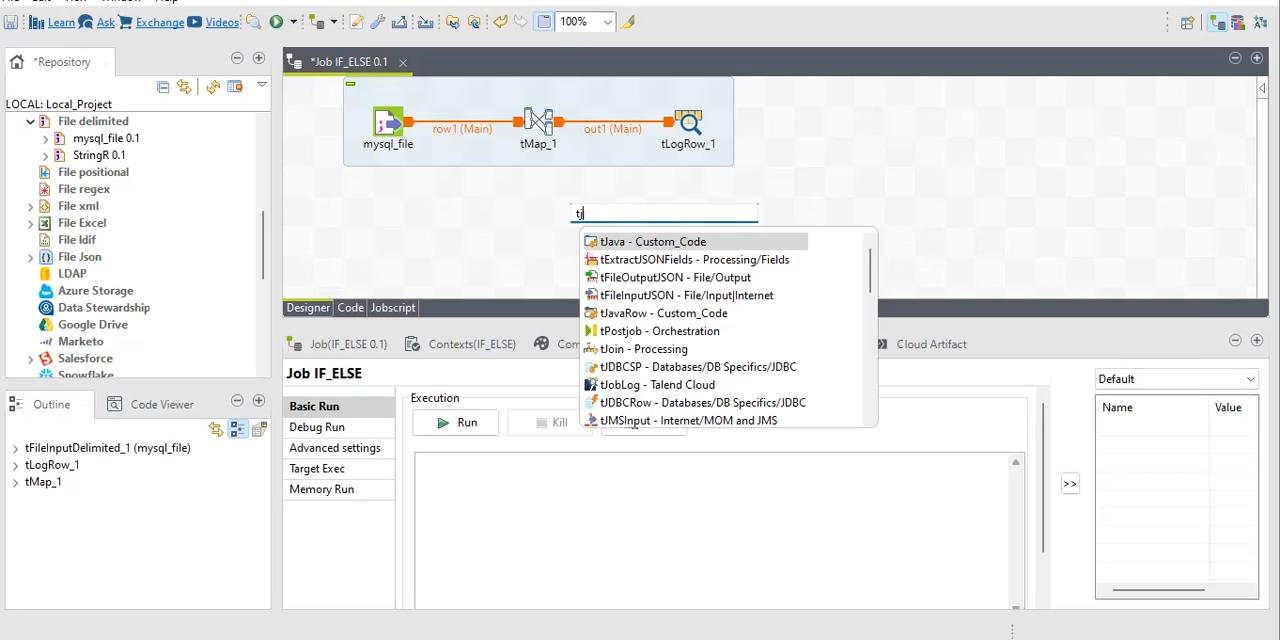 Learn Ask Exchange Videos 100%
*Repository
LOCAL: Local_Project
File delimited
mysql_file 0.1
StringR 0.1
File positional
File regex
File xml
File Excel
File ldif
File Json
LDAP
Azure Storage
Data Stewardship
Google Drive
Marketo
Salesforce
Snowflake
Outline Code Viewer
tFileInputDelimited_1 (mysql_file)
tLogRow_1
tMap_1
*Job IF_ELSE 0.1
row1 (Main) out1 (Main)
mysql_file tMap_1 tLogRow_1
tj
tJava - Custom_Code
tExtractJSONFields - Processing/Fields
tFileOutputJSON - File/Output
tFileInputJSON - File/Input|Internet
tJavaRow - Custom_Code
tPostjob - Orchestration
tJoin - Processing
tJDBCSP - Databases/DB Specifics/JDBC
tJobLog - Talend Cloud
tJDBCRow - Databases/DB Specifics/JDBC
tJMSInput - Internet/MOM and JMS
Designer Code Jobscript
Job(IF_ELSE 0.1) Contexts(IF_ELSE) Com Cloud Artifact
Job IF_ELSE
Basic Run
Debug Run
Advanced settings
Target Exec
Memory Run
Execution
Run Kill
Default
Name Value
>>